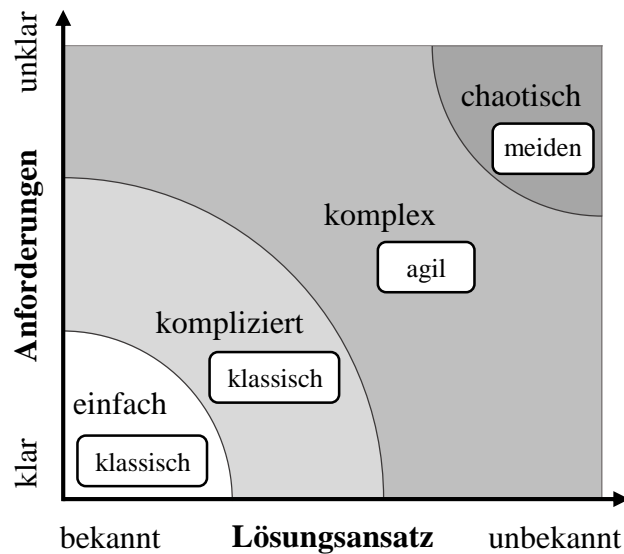 unklar
Anforderungen
klar
chaotisch
meiden
komplex
agil
kompliziert
klassisch
einfach
klassisch
bekannt Lösungsansatz unbekannt